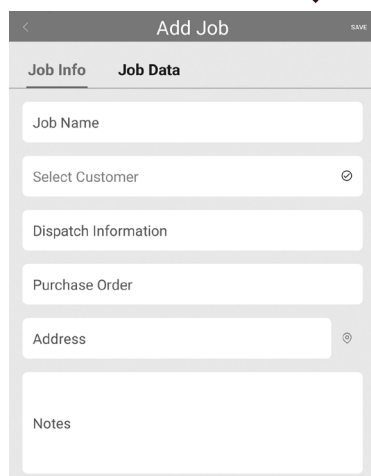 Add Job
SAVE
Job Info Job Data
Job Name
Select Customer
Dispatch Information
Purchase Order
Address
Notes